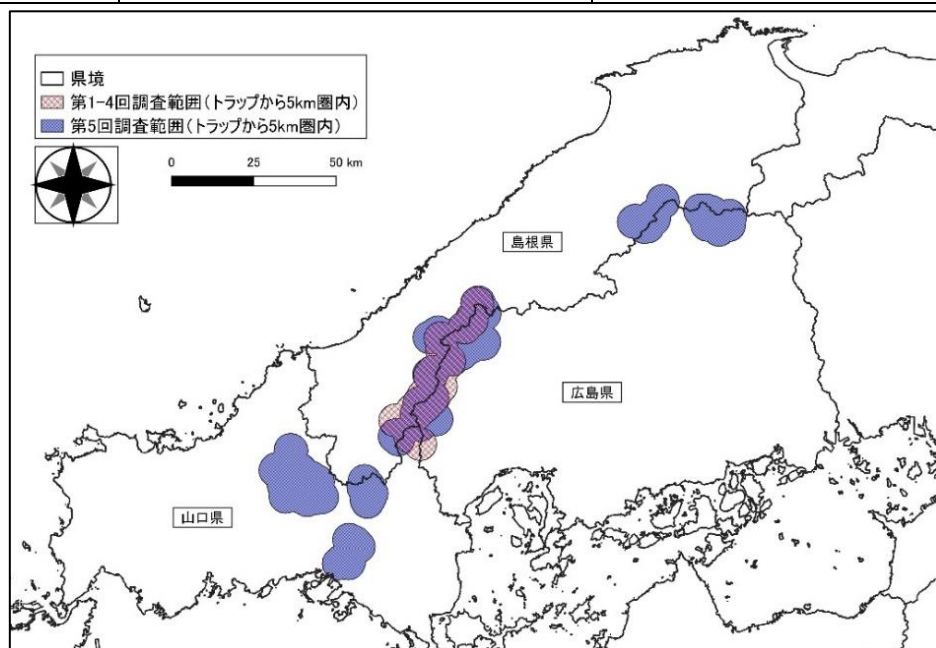 県境
第1-4回調査範囲(トラップから5km圏内)
第5回調査範囲(トラップから5km圏内)
0 25 50 km
島根県
広島県
山口県